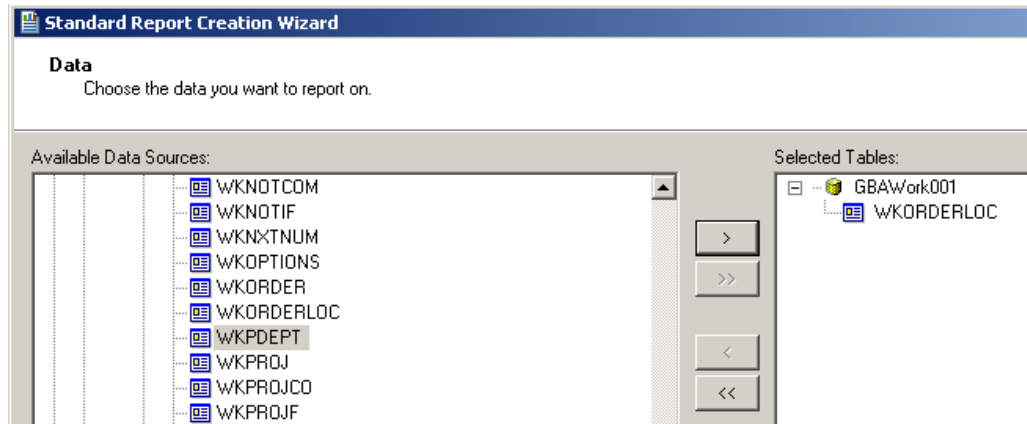 Standard Report Creation Wizard
Data
Choose the data you want to report on.
Available Data Sources:
WKNOTCOM
WKNOTIF
WKNXTNUM
WKOPTIONS
WKORDER
WKORDERLOC
WKPDEPT
WKPROJ
WKPROJCO
WKPROJF
>
>>
<
<<
Selected Tables:
GBAWork001
WKORDERLOC